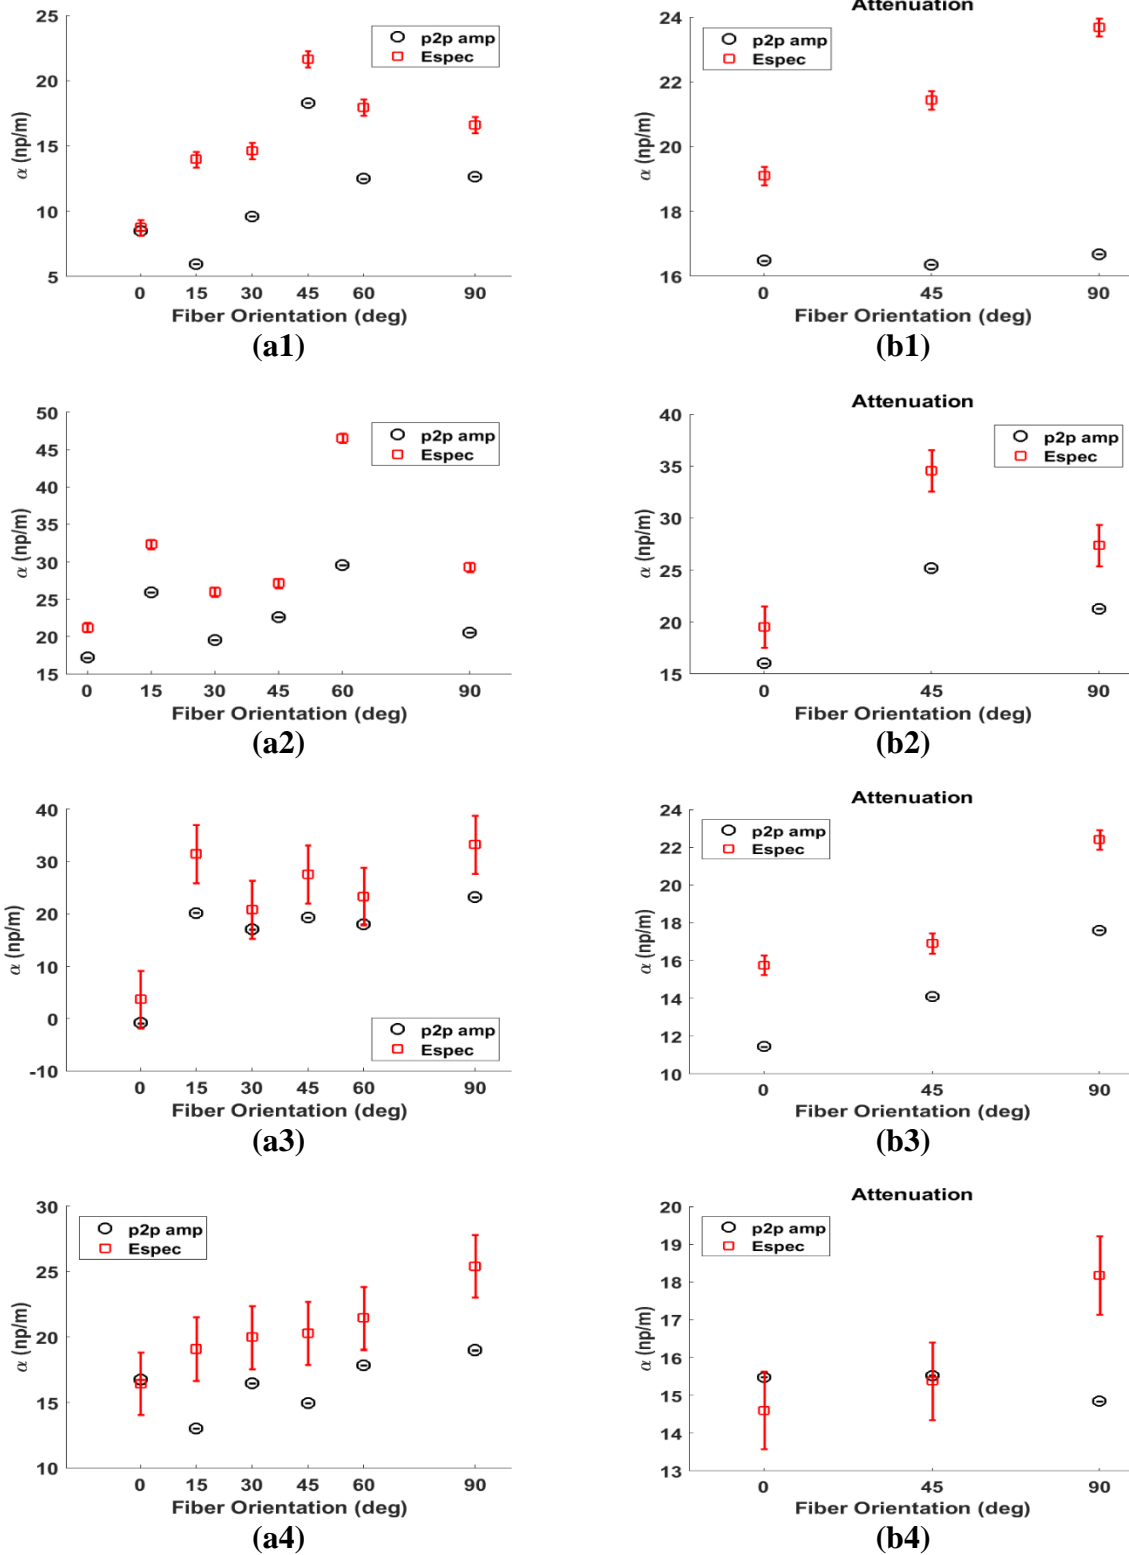 25
20
15
10
5
α (np/m)
p2p amp
Espec
0 15 30 45 60 90
Fiber Orientation (deg)
(a1)
Attenuation
24
22
20
18
16
α (np/m)
p2p amp
Espec
0 45 90
Fiber Orientation (deg)
(b1)
50
45
40
35
30
25
20
15
α (np/m)
p2p amp
Espec
0 15 30 45 60 90
Fiber Orientation (deg)
(a2)
Attenuation
40
35
30
25
20
15
α (np/m)
p2p amp
Espec
0 45 90
Fiber Orientation (deg)
(b2)
40
30
20
10
0
-10
α (np/m)
p2p amp
Espec
0 15 30 45 60 90
Fiber Orientation (deg)
(a3)
Attenuation
24
22
20
18
16
14
12
10
α (np/m)
p2p amp
Espec
0 45 90
Fiber Orientation (deg)
(b3)
30
25
20
15
10
α (np/m)
p2p amp
Espec
0 15 30 45 60 90
Fiber Orientation (deg)
(a4)
Attenuation
20
19
18
17
16
15
14
13
α (np/m)
p2p amp
Espec
0 45 90
Fiber Orientation (deg)
(b4)